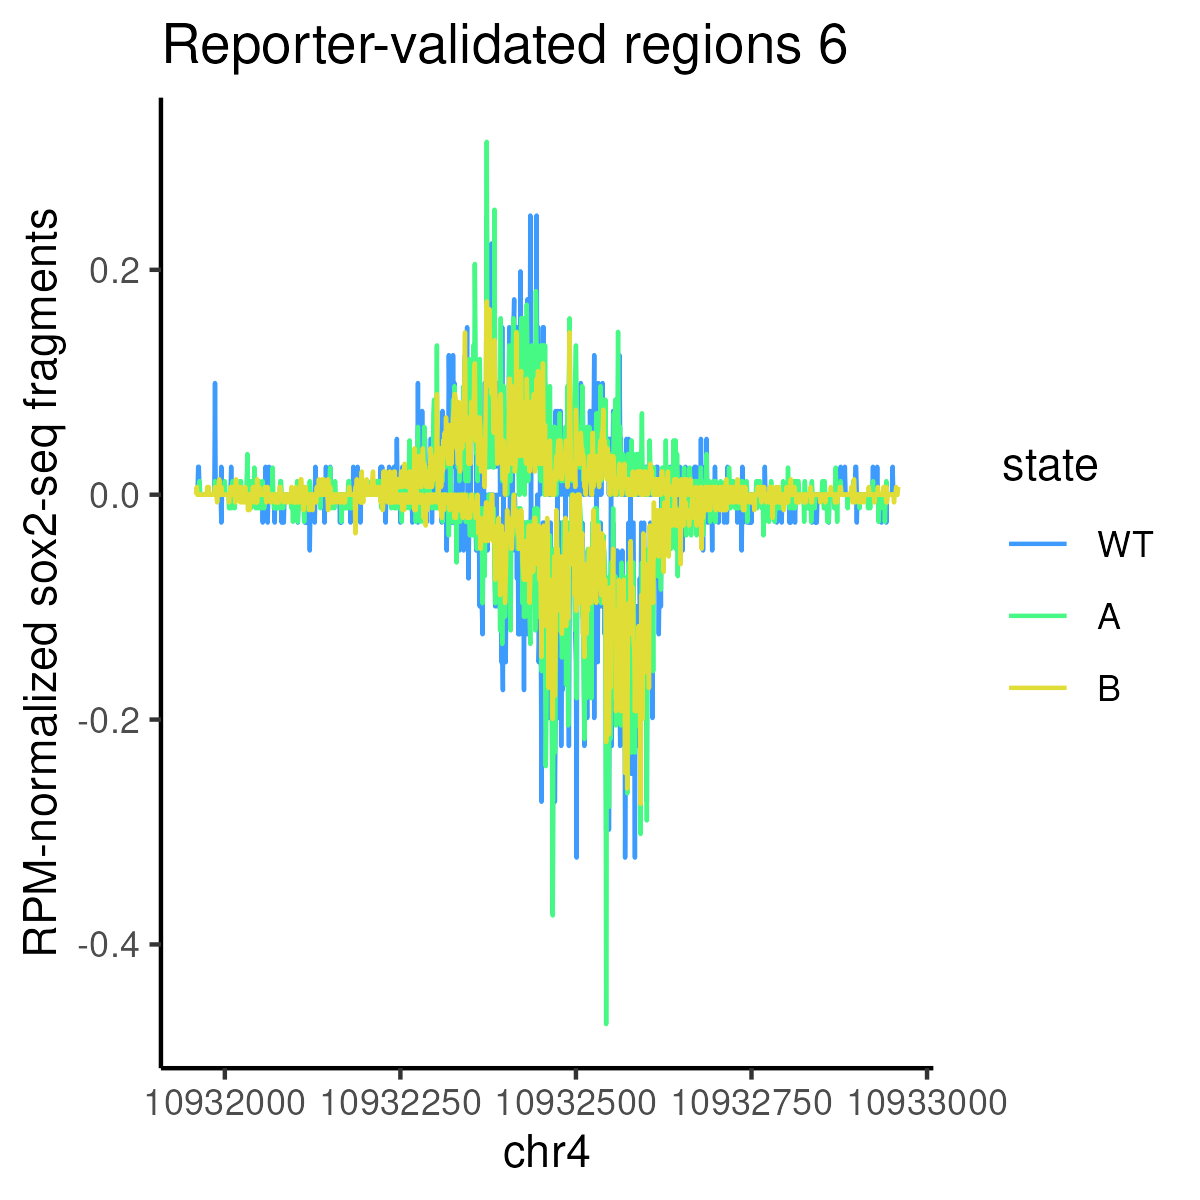 Reporter-validated regions 6
RPM-normalized sox2-seq fragments
0.2
0.0
-0.2
-0.4
10932000 10932250 10932500 10932750 10933000
chr4
state
WT
A
B